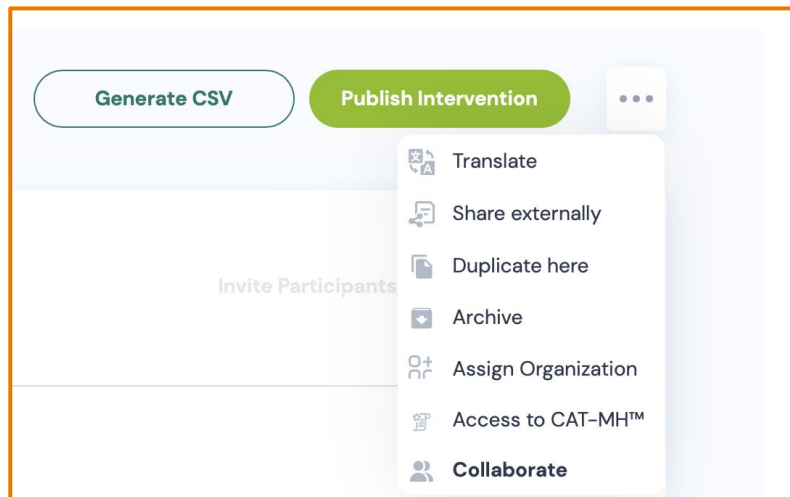 Generate CSV
Publish Intervention
Translate
Share externally
Duplicate here
Invite Participants
Archive
Assign Organization
Access to CAT-MH™
Collaborate